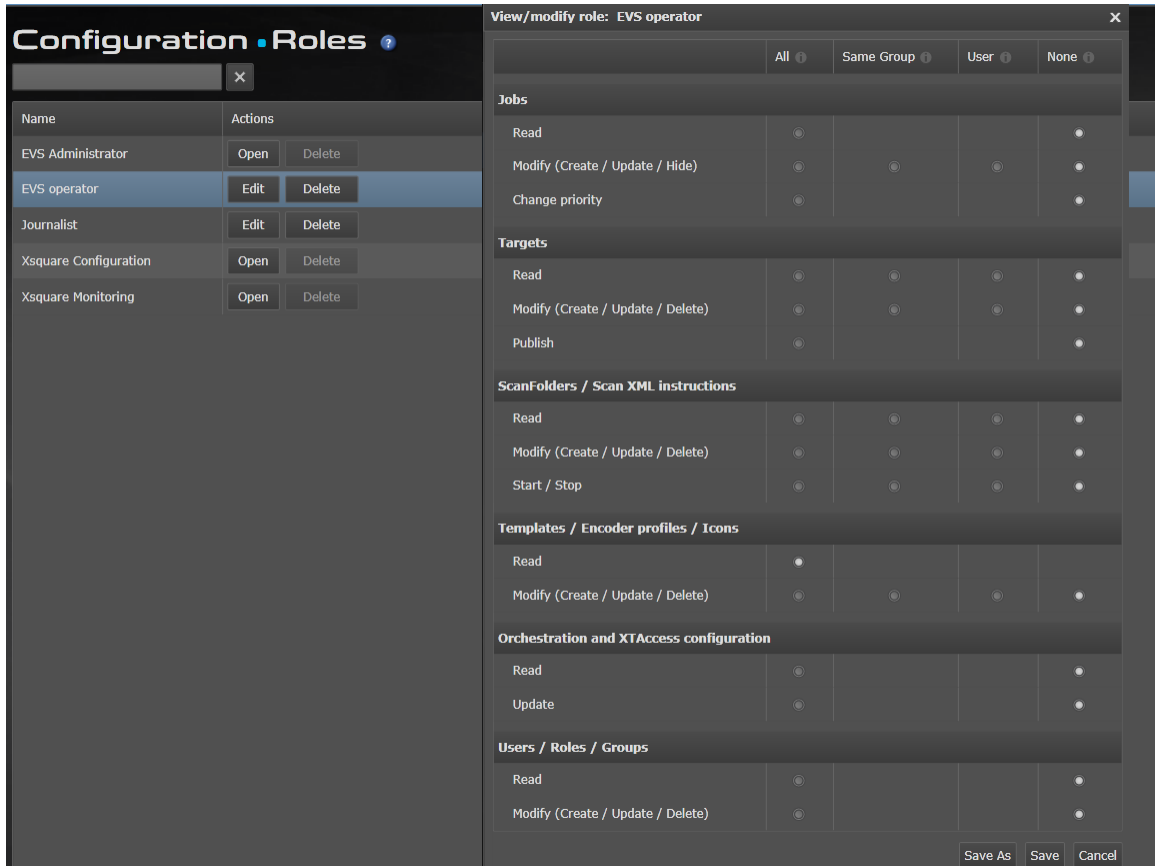 Configuration ▪ Roles ?
✕
Name Actions
EVS Administrator Open Delete
EVS operator Edit Delete
Journalist Edit Delete
Xsquare Configuration Open Delete
Xsquare Monitoring Open Delete
View/modify role: EVS operator x
All i Same Group i User i None i
Jobs
Read
Modify (Create / Update / Hide)
Change priority
Targets
Read
Modify (Create / Update / Delete)
Publish
ScanFolders / Scan XML instructions
Read
Modify (Create / Update / Delete)
Start / Stop
Templates / Encoder profiles / Icons
Read
Modify (Create / Update / Delete)
Orchestration and XTAccess configuration
Read
Update
Users / Roles / Groups
Read
Modify (Create / Update / Delete)
Save As Save Cancel